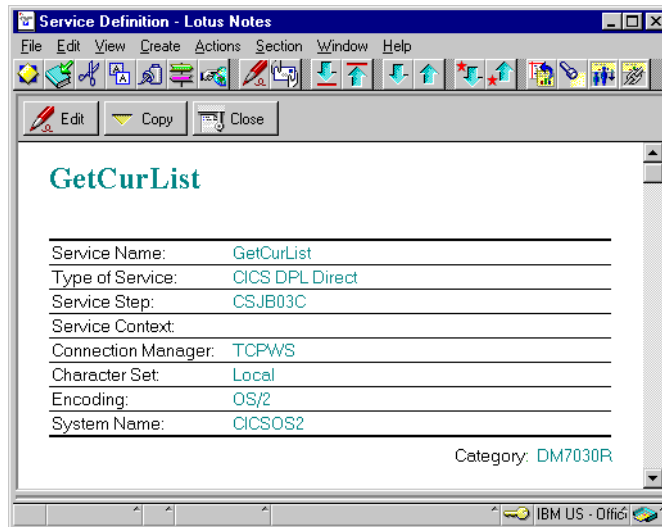 Service Definition - Lotus Notes
File Edit View Create Actions Section Window Help
Edit Copy Close
GetCurList
Service Name: GetCurList
Type of Service: CICS DPL Direct
Service Step: CSJB03C
Service Context:
Connection Manager: TCPWS
Character Set: Local
Encoding: OS/2
System Name: CICSOS2
Category: DM7030R
IBM US - Offic